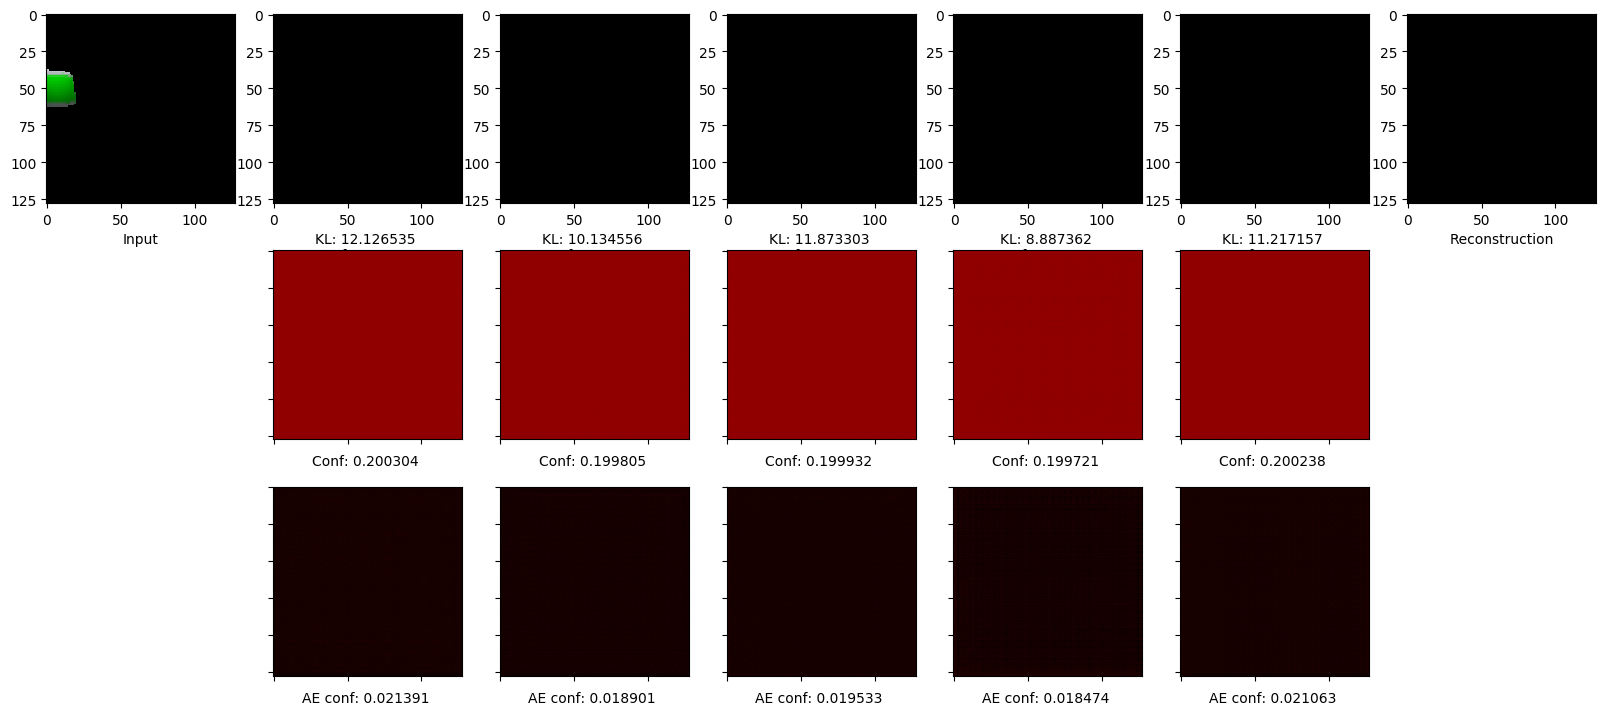 0 0 0 0 0 0 0
25 25 25 25 25 25 25
50 50 50 50 50 50 50
75 75 75 75 75 75 75
100 100 100 100 100 100 100
125 125 125 125 125 125 125
0 50 100 0 50 100 0 50 100 0 50 100 0 50 100 0 50 100 0 50 100
Input KL: 12.126535 KL: 10.134556 KL: 11.873303 KL: 8.887362 KL: 11.217157 Reconstruction
Conf: 0.200304 Conf: 0.199805 Conf: 0.199932 Conf: 0.199721 Conf: 0.200238
AE conf: 0.021391 AE conf: 0.018901 AE conf: 0.019533 AE conf: 0.018474 AE conf: 0.021063